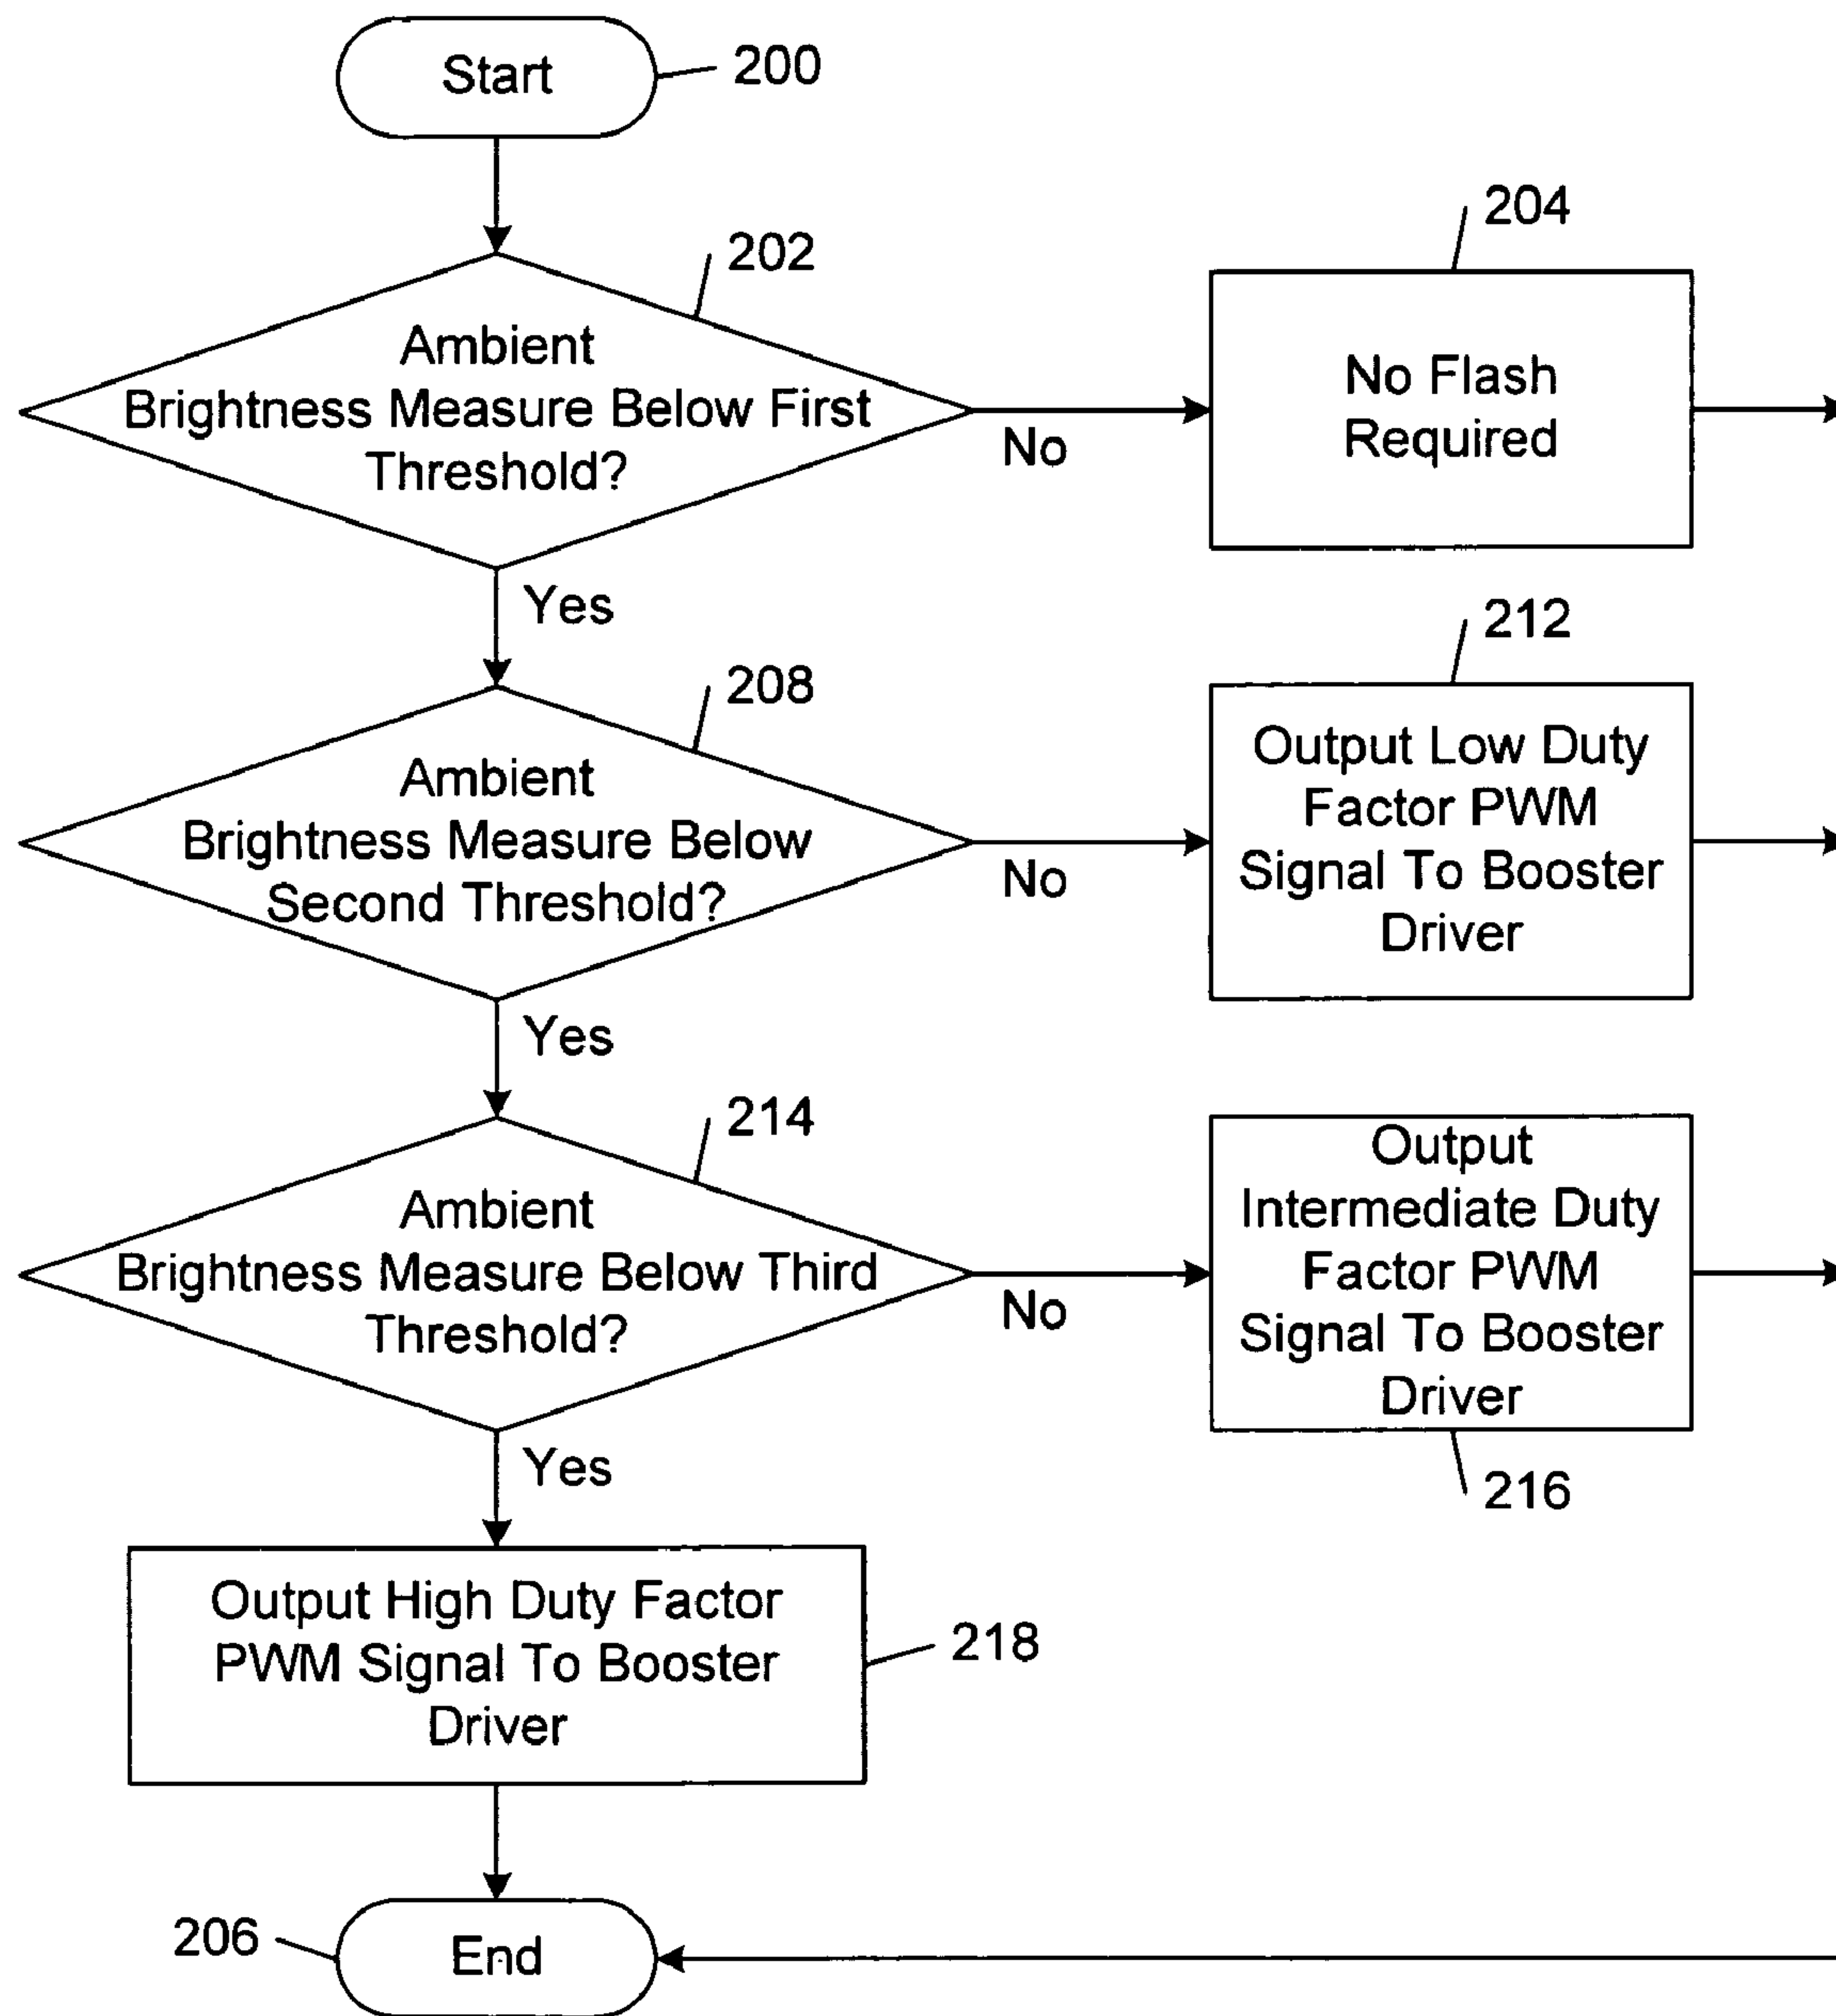 Start
200
202
Ambient
Brightness Measure Below First
Threshold?
No
204
No Flash
Required
Yes
208
Ambient
Brightness Measure Below
Second Threshold?
No
212
Output Low Duty
Factor PWM
Signal To Booster
Driver
Yes
214
Ambient
Brightness Measure Below Third
Threshold?
No
Output
Intermediate Duty
Factor PWM
Signal To Booster
Driver
216
Yes
Output High Duty Factor
PWM Signal To Booster
Driver
218
206
End